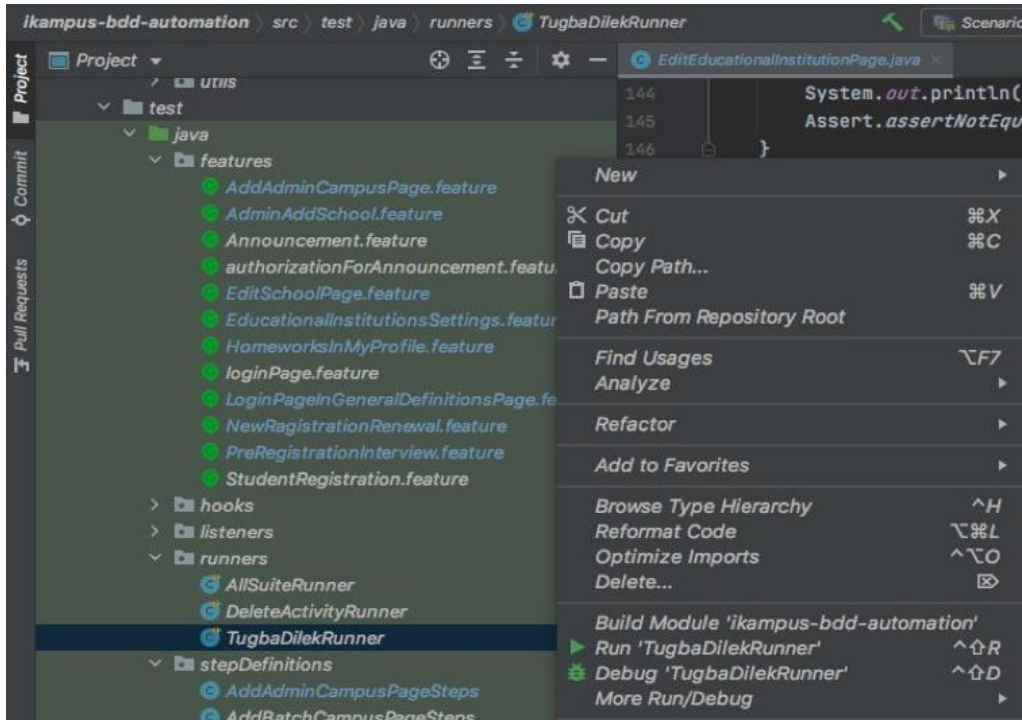 ikampus-bdd-automation src test java runners TugbaDilekRunner Scenario
Project
Commit
Pull Requests
Project
utils
test
java
features
AddAdminCampusPage.feature
AdminAddSchool.feature
Announcement.feature
authorizationForAnnouncement.featu
EditSchoolPage.feature
EducationalInstitutionsSettings.featur
HomeworksInMyProfile.feature
loginPage.feature
LoginPageInGeneralDefinitionsPage.fe
NewRagistrationRenewal.feature
PreRegistrationInterview.feature
StudentRegistration.feature
hooks
listeners
runners
AllSuiteRunner
DeleteActivityRunner
TugbaDilekRunner
stepDefinitions
AddAdminCampusPageSteps
AddBatchCampusPageSteps
EditEducationalInstitutionPage.java
144 System.out.println(
145 Assert.assertNotEqu
146 }
New
Cut ⌘X
Copy ⌘C
Copy Path...
Paste ⌘V
Path From Repository Root
Find Usages ⌥F7
Analyze
Refactor
Add to Favorites
Browse Type Hierarchy ^H
Reformat Code ⌥⌘L
Optimize Imports ^⌥O
Delete... ⌦
Build Module 'ikampus-bdd-automation'
Run 'TugbaDilekRunner' ^⇧R
Debug 'TugbaDilekRunner' ^⇧D
More Run/Debug